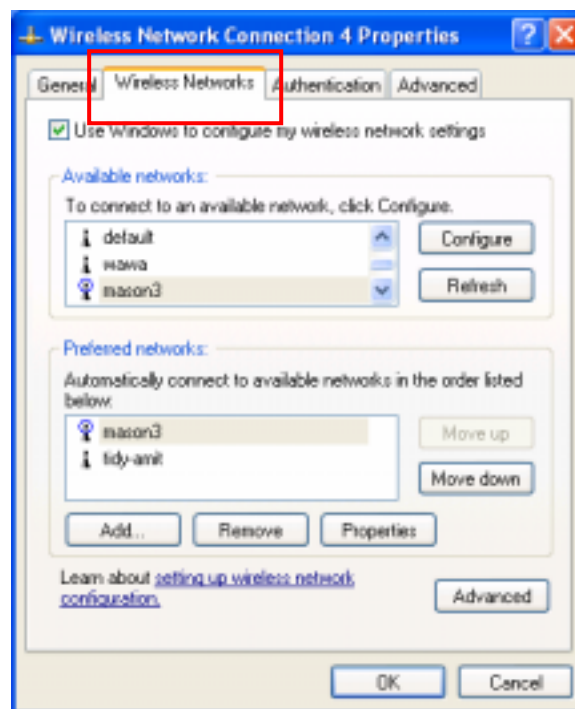 Wireless Network Connection 4 Properties
General Wireless Networks Authentication Advanced
Use Windows to configure my wireless network settings
Available networks:
To connect to an available network, click Configure.
default
Configure
wawa
mason3
Refresh
Preferred networks:
Automatically connect to available networks in the order listed
below:
mason3
Move up
tidy-amit
Move down
Add... Remove Properties
Learn about setting up wireless network
configuration.
Advanced
OK Cancel